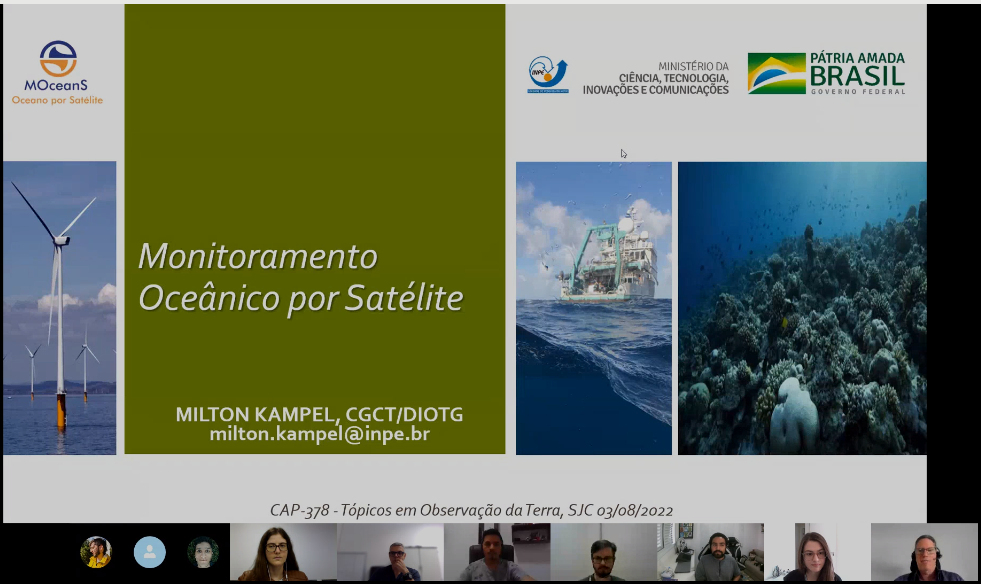 MOceanS
Oceano por Satélite
INPE
MINISTÉRIO DA
CIÊNCIA, TECNOLOGIA,
INOVAÇÕES E COMUNICAÇÕES
PÁTRIA AMADA
BRASIL
GOVERNO FEDERAL
Monitoramento
Oceânico por Satélite
MILTON KAMPEL, CGCT/DIOTG
milton.kampel@inpe.br
CAP-378 - Tópicos em Observação da Terra, SJC 03/08/2022